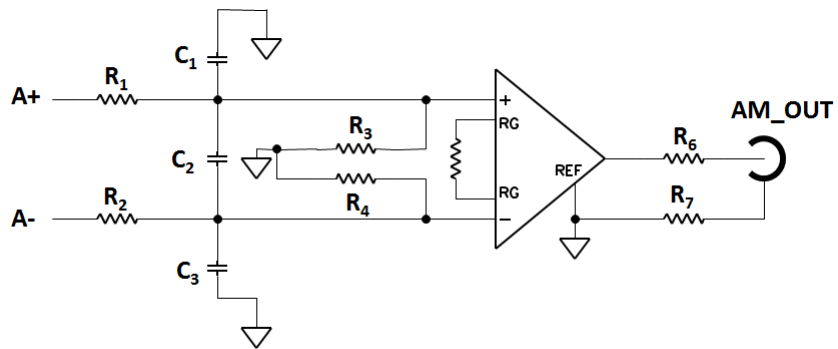 C1
R1
A+
AM_OUT
+
RG
R3
R6
C2
REF
RG
R4
R7
R2
A-
−
C3